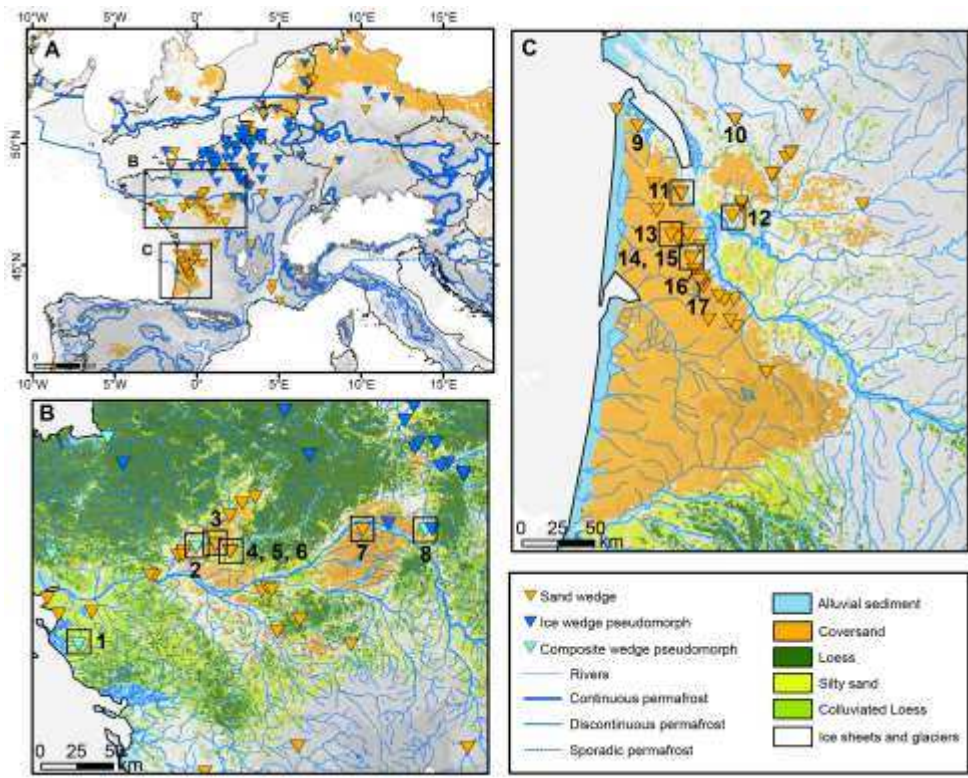 10°W 5°W 0° 5°E 10°E 15°E
A
50°N
B
45°N
C
10°W 5°W 0° 5°E 10°E 15°E
B
3
2
4, 5, 6
7
8
1
0 25 50
km
C
9
10
11
12
13
14, 15
16
17
0 25 50
km
Sand wedge
Ice wedge pseudomorph
Composite wedge pseudomorph
Rivers
Continuous permafrost
Discontinuous permafrost
Sporadic permafrost
Alluvial sediment
Coversand
Loess
Silty sand
Colluviated Loess
Ice sheets and glaciers